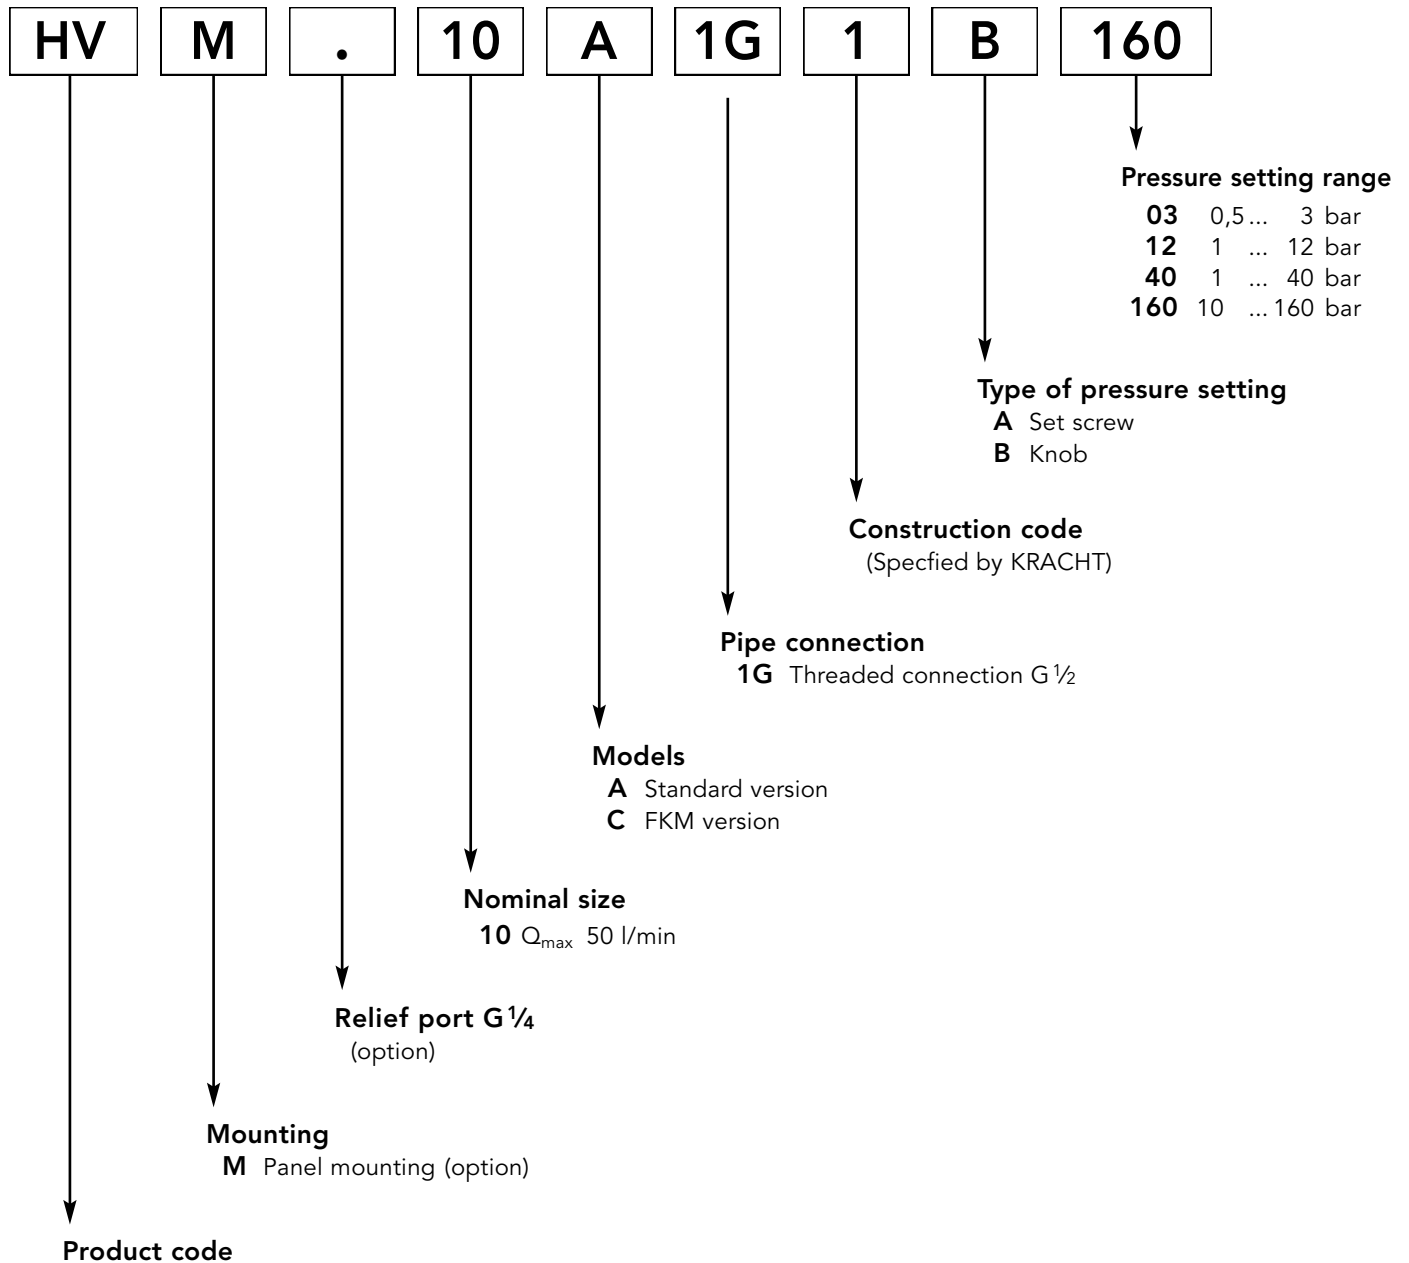 HV M . 10 A 1G 1 B 160
Pressure setting range
03 0,5 ... 3 bar
12 1 ... 12 bar
40 1 ... 40 bar
160 10 ... 160 bar
Type of pressure setting
A Set screw
B Knob
Construction code
(Specfied by KRACHT)
Pipe connection
1G Threaded connection G 1/2
Models
A Standard version
C FKM version
Nominal size
10 Qmax 50 l/min
Relief port G 1/4
(option)
Mounting
M Panel mounting (option)
Product code